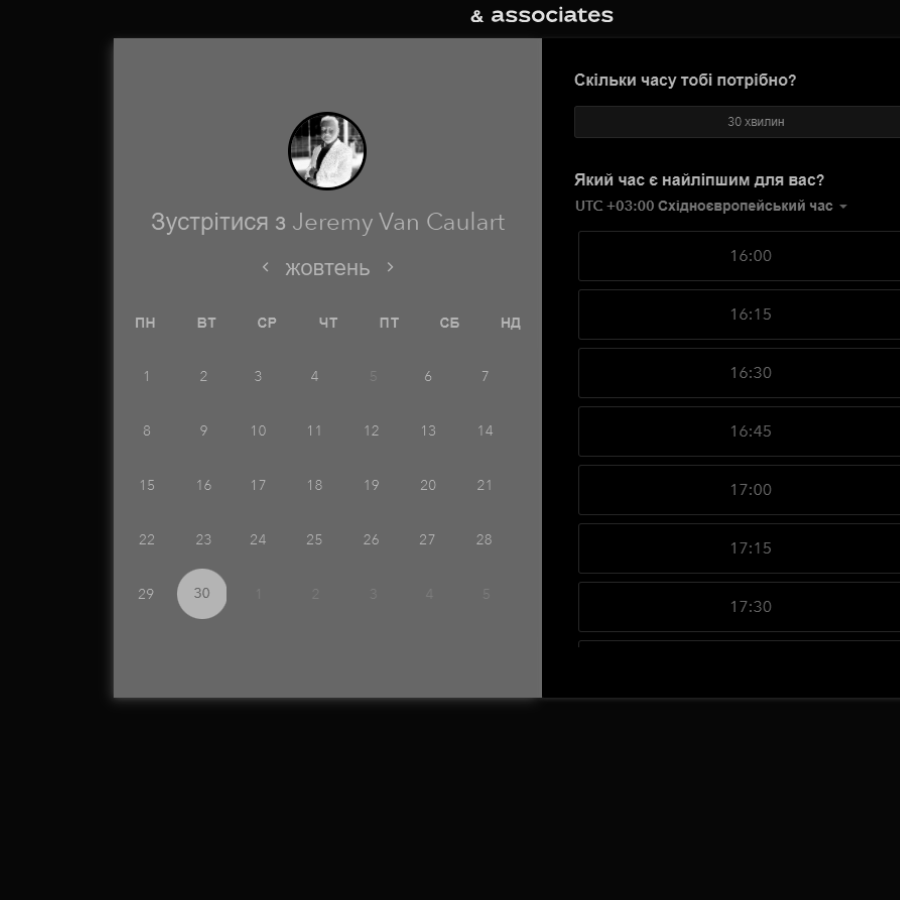 & associates
Зустрітися з Jeremy Van Caulart
жовтень
ПН ВТ СР ЧТ ПТ СБ НД
1 2 3 4 5 6 7
8 9 10 11 12 13 14
15 16 17 18 19 20 21
22 23 24 25 26 27 28
29 30 1 2 3 4 5
Скільки часу тобі потрібно?
30 хвилин
Який час є найліпшим для вас?
UTC +03:00 Східноєвропейський час
16:00
16:15
16:30
16:45
17:00
17:15
17:30